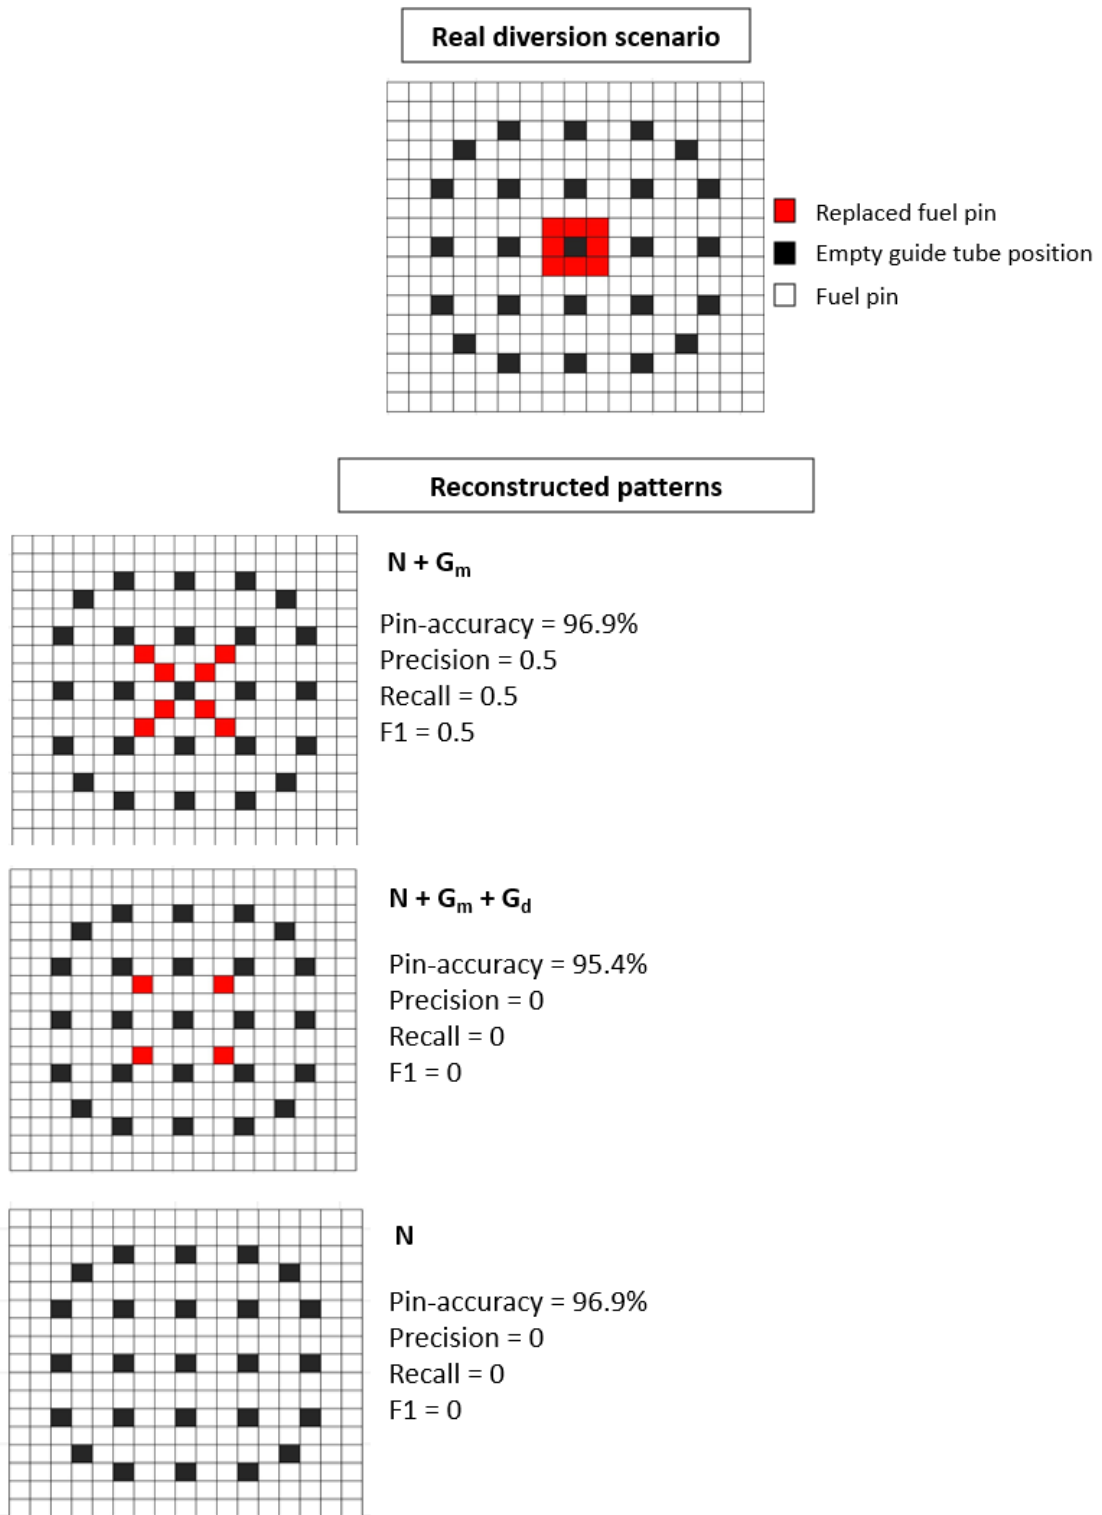 Real diversion scenario
Replaced fuel pin
Empty guide tube position
Fuel pin
Reconstructed patterns
N + Gm
Pin-accuracy = 96.9%
Precision = 0.5
Recall = 0.5
F1 = 0.5
N + Gm + Gd
Pin-accuracy = 95.4%
Precision = 0
Recall = 0
F1 = 0
N
Pin-accuracy = 96.9%
Precision = 0
Recall = 0
F1 = 0